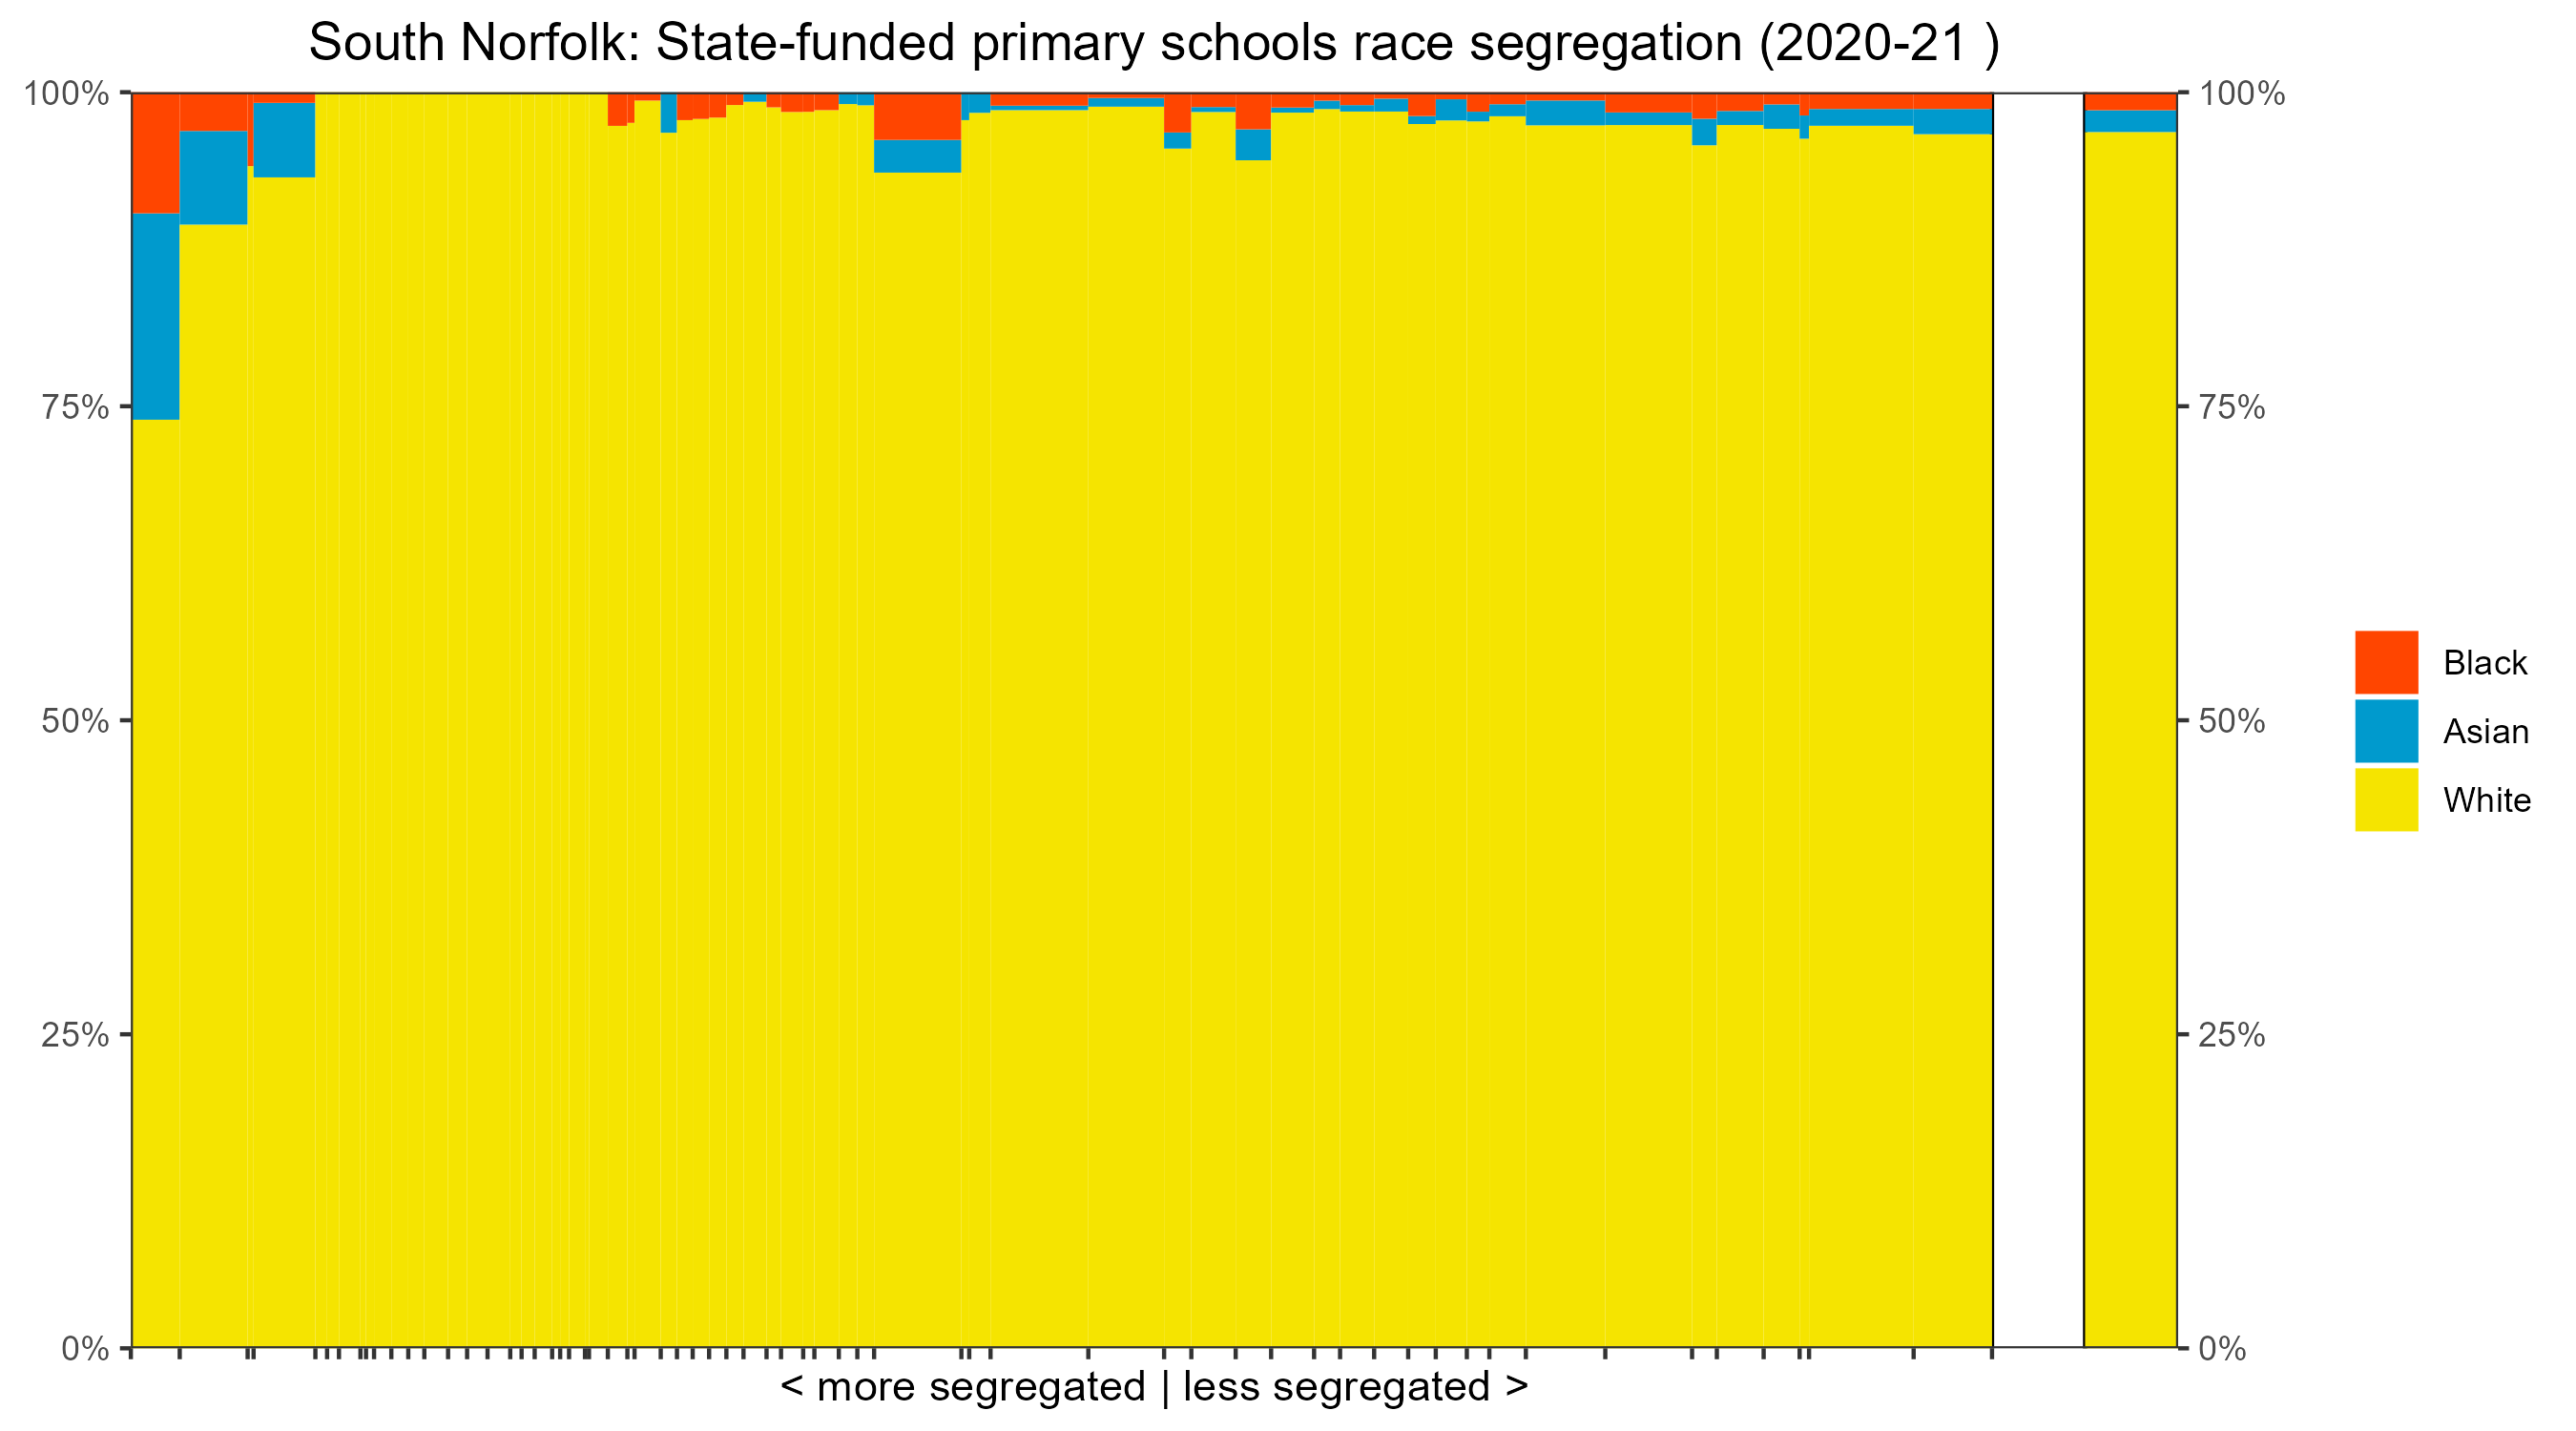 South Norfolk: State-funded primary schools race segregation (2020-21 )
100%
75%
50%
25%
0%
100%
75%
50%
25%
0%
Black
Asian
White
< more segregated | less segregated >